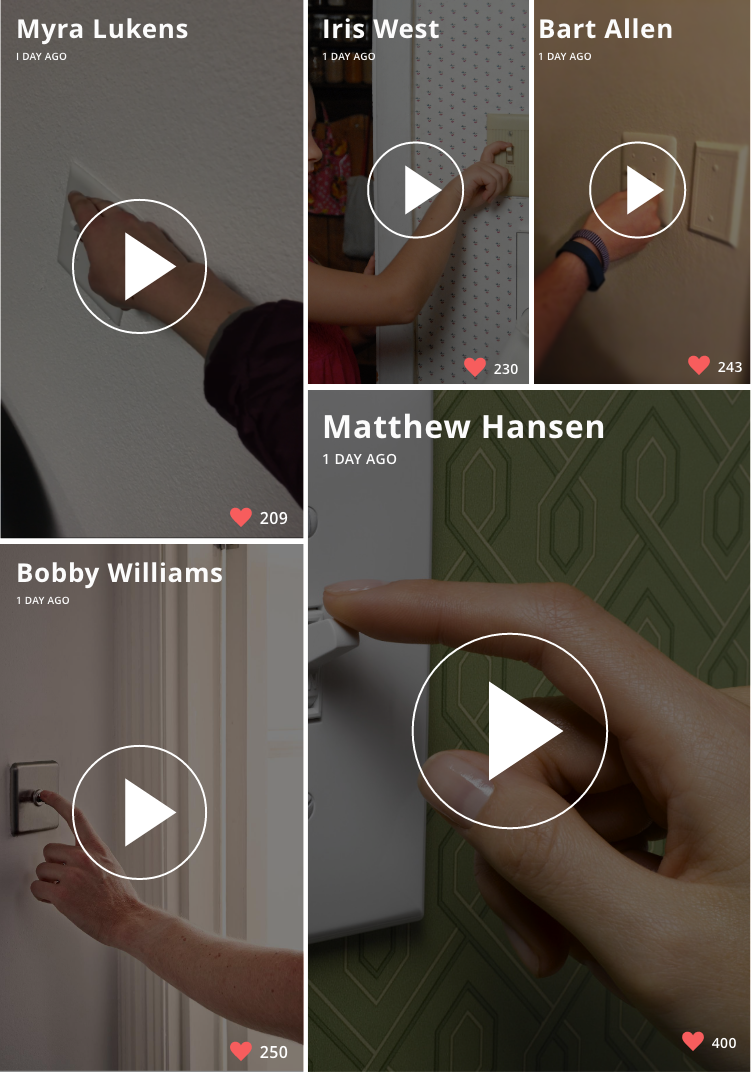 Myra Lukens
I DAY AGO
209
Iris West
1 DAY AGO
230
Bart Allen
1 DAY AGO
243
Matthew Hansen
1 DAY AGO
400
Bobby Williams
1 DAY AGO
250